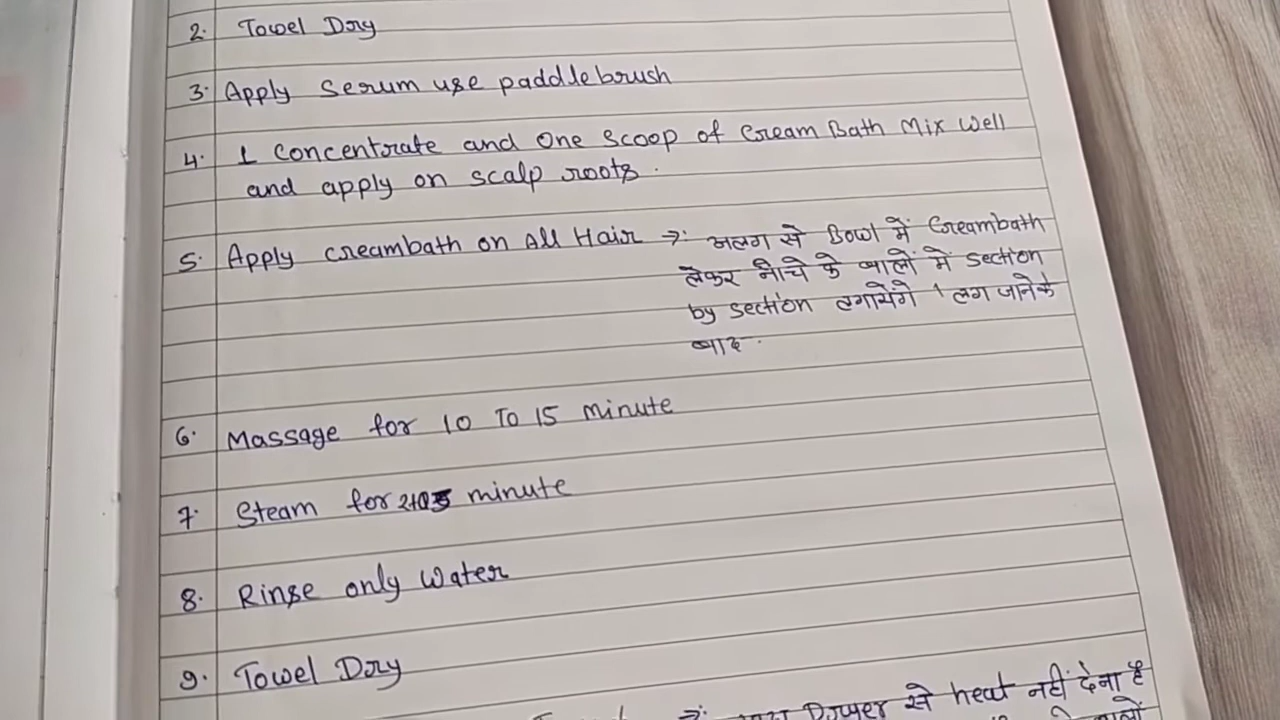 2. Towel Dry
3. Apply Serum use paddlebrush
4. 1 Concentrate and One Scoop of Cream Bath Mix Well
and apply on scalp roots.
5. Apply creambath on All Hair → अलग से Bowl में Creambath
लेकर नीचे के बालों में section
by section लगायेंगे । लग जाने के
बाद.
6. Massage for 10 To 15 minute
7. Steam for minute
8. Rinse only Water
9. Towel Dry
से heat नहीं देना है